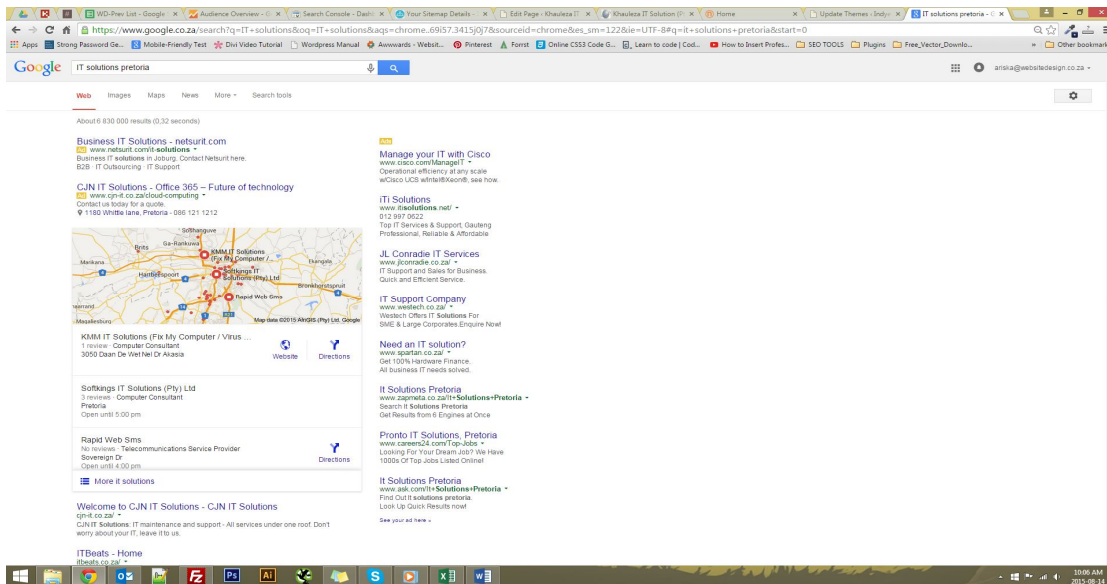 WD-Prev List - Google
Audience Overview - G
Search Console - Dash
Your Sitemap Details -
Edit Page ‹ Khauleza IT
Khauleza IT Solution (P
Home
IT solutions pretoria - G
https://www.google.co.za/search?q=IT+solutions&oq=IT+solutions&aqs=chrome..69i57.3415j0j7&sourceid=chrome&es_sm=122&ie=UTF-8#q=it+solutions+pretoria&start=0
Apps Strong Password Ge... Mobile-Friendly Test Divi Video Tutorial Wordpress Manual Awwwards - Websit... Pinterest Forrst Online CSS3 Code G... Learn to code | Cod... How to Insert Profes... SEO TOOLS Plugins Free_Vector_Downlo... » Other bookmark
Google IT solutions pretoria
ariska@websitedesign.co.za
Web Images Maps News More Search tools
About 6 830 000 results (0,32 seconds)
Business IT Solutions - netsurit.com
Ad www.netsurit.com/it-solutions
Business IT solutions in Joburg. Contact Netsurit here.
B2B · IT Outsourcing · IT Support
CJN IT Solutions - Office 365 – Future of technology
Ad www.cjn-it.co.za/cloud-computing
Contact us today for a quote.
1180 Whittle lane, Pretoria - 086 121 1212
Soshanguve
Brits
Ga-Rankuwa
KMM IT Solutions
(Fix My Computer /...
Marikana
Ekangala
Hartbeespoort
Softkings IT
Solutions (Pty) Ltd
Bronkhorstspruit
Rapid Web Sms
Magaliesburg
Map data ©2015 AfriGIS (Pty) Ltd, Google
KMM IT Solutions (Fix My Computer / Virus ...
1 review · Computer Consultant
3050 Daan De Wet Nel Dr Akasia
Website Directions
Softkings IT Solutions (Pty) Ltd
3 reviews · Computer Consultant
Pretoria
Open until 5:00 pm
Rapid Web Sms
No reviews · Telecommunications Service Provider
Sovereign Dr
Open until 4:00 pm
Directions
More it solutions
Welcome to CJN IT Solutions - CJN IT Solutions
cjn-it.co.za/
CJN IT Solutions: IT maintenance and support - All services under one roof. Don't
worry about your IT, leave it to us.
ITBeats - Home
itbeats.co.za/
Ads
Manage your IT with Cisco
www.cisco.com/ManageIT
Operational efficiency at any scale
w/Cisco UCS w/Intel®Xeon®, see how.
iTi Solutions
www.itisolutions.net/
012 997 0622
Top IT Services & Support, Gauteng
Professional, Reliable & Affordable
JL Conradie IT Services
www.jlconradie.co.za/
IT Support and Sales for Business.
Quick and Efficient Service.
IT Support Company
www.westech.co.za/
Westech Offers IT Solutions For
SME & Large Corporates.Enquire Now!
Need an IT solution?
www.spartan.co.za/
Get 100% Hardware Finance.
All business IT needs solved.
It Solutions Pretoria
www.zapmeta.co.za/It+Solutions+Pretoria
Search It Solutions Pretoria
Get Results from 6 Engines at Once
Pronto IT Solutions, Pretoria
www.careers24.com/Top-Jobs
Looking For Your Dream Job? We Have
1000s Of Top Jobs Listed Online!
It Solutions Pretoria
www.ask.com/It+Solutions+Pretoria
Find Out It solutions pretoria.
Look Up Quick Results now!
See your ad here »
Ps
Ai
10:06 AM